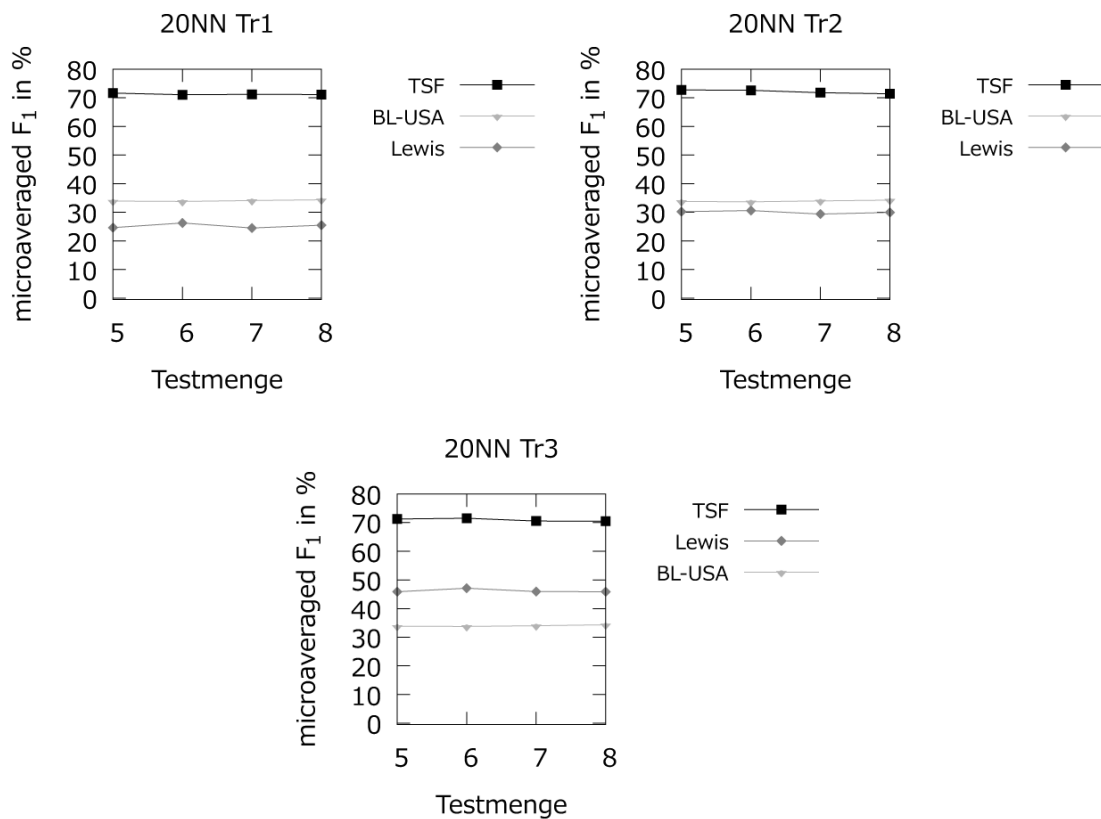 20NN Tr1
microaveraged F₁ in %
80
70
60
50
40
30
20
10
0
5 6 7 8
Testmenge
TSF
BL-USA
Lewis
20NN Tr2
microaveraged F₁ in %
80
70
60
50
40
30
20
10
0
5 6 7 8
Testmenge
TSF
BL-USA
Lewis
20NN Tr3
microaveraged F₁ in %
80
70
60
50
40
30
20
10
0
5 6 7 8
Testmenge
TSF
Lewis
BL-USA